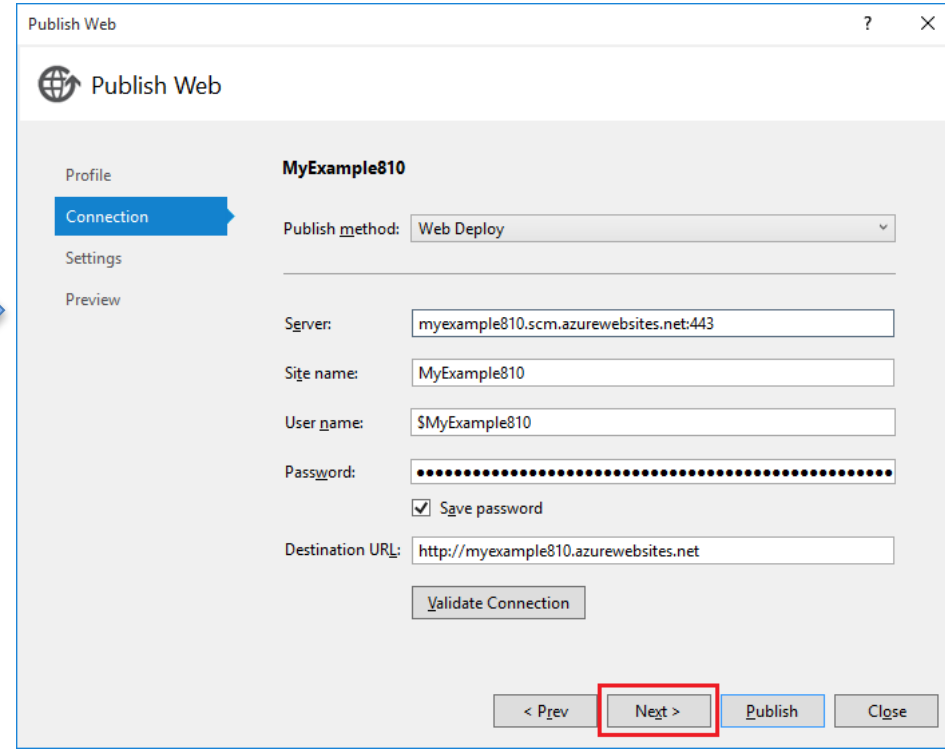 Publish Web
?
Publish Web
Profile
Connection
Settings
Preview
MyExample810
Publish method: Web Deploy
Server: myexample810.scm.azurewebsites.net:443
Site name: MyExample810
User name: $MyExample810
Password:
Save password
Destination URL: http://myexample810.azurewebsites.net
Validate Connection
< Prev Next > Publish Close